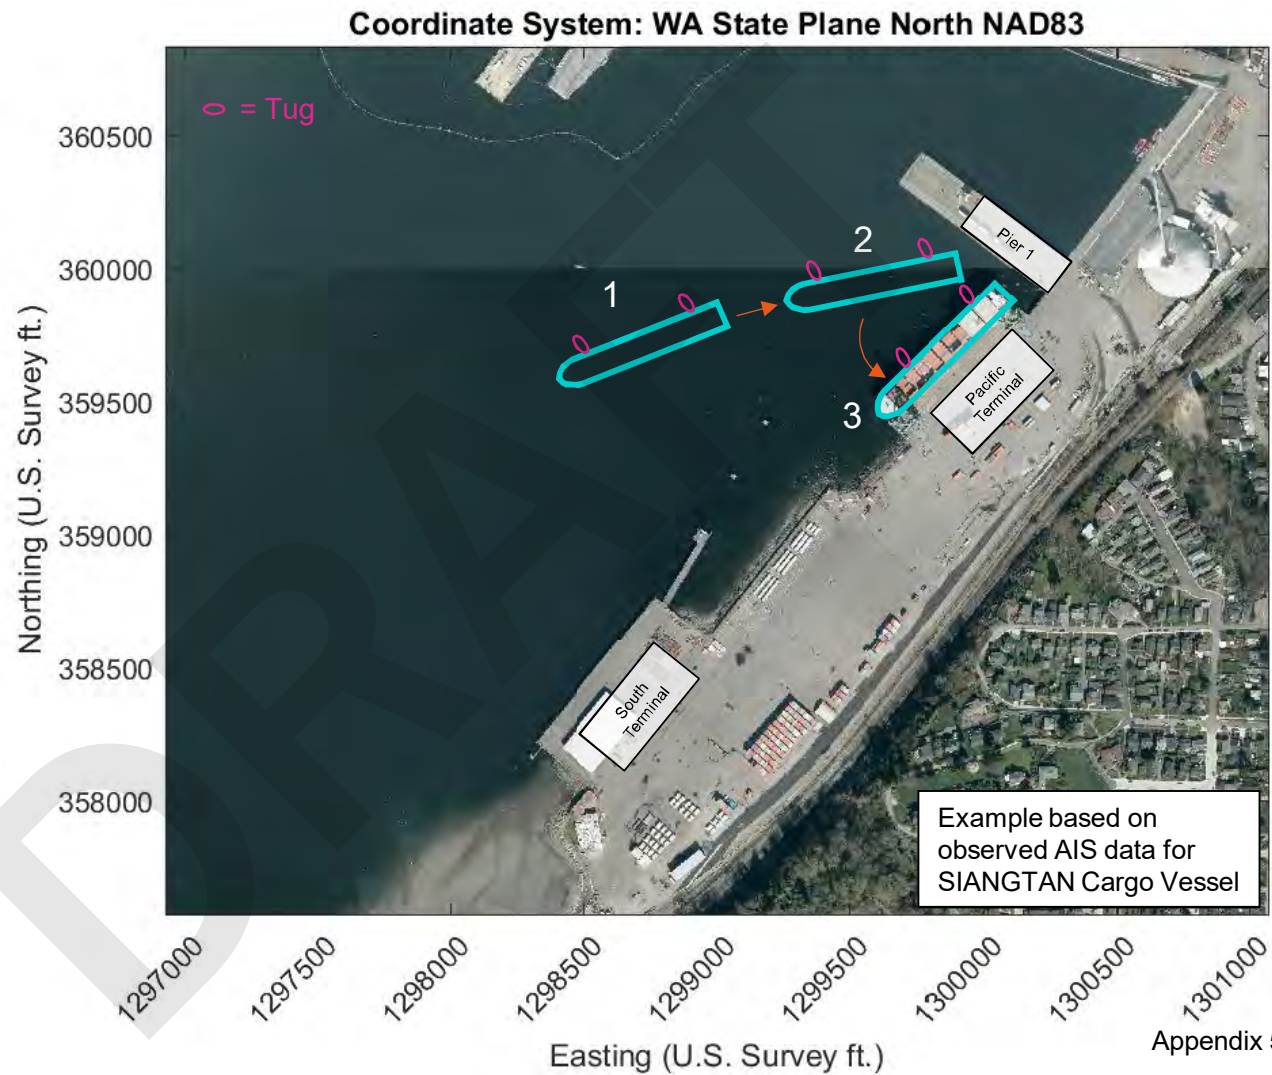 Coordinate System: WA State Plane North NAD83
= Tug
360500
360000
359500
359000
358500
358000
Northing (U.S. Survey ft.)
1
2
3
Pier 1
Pacific
Terminal
South
Terminal
Example based on
observed AIS data for
SIANGTAN Cargo Vessel
1297000
1297500
1298000
1298500
1299000
1299500
1300000
1300500
1301000
Easting (U.S. Survey ft.)
Appendix 5
DRAFT